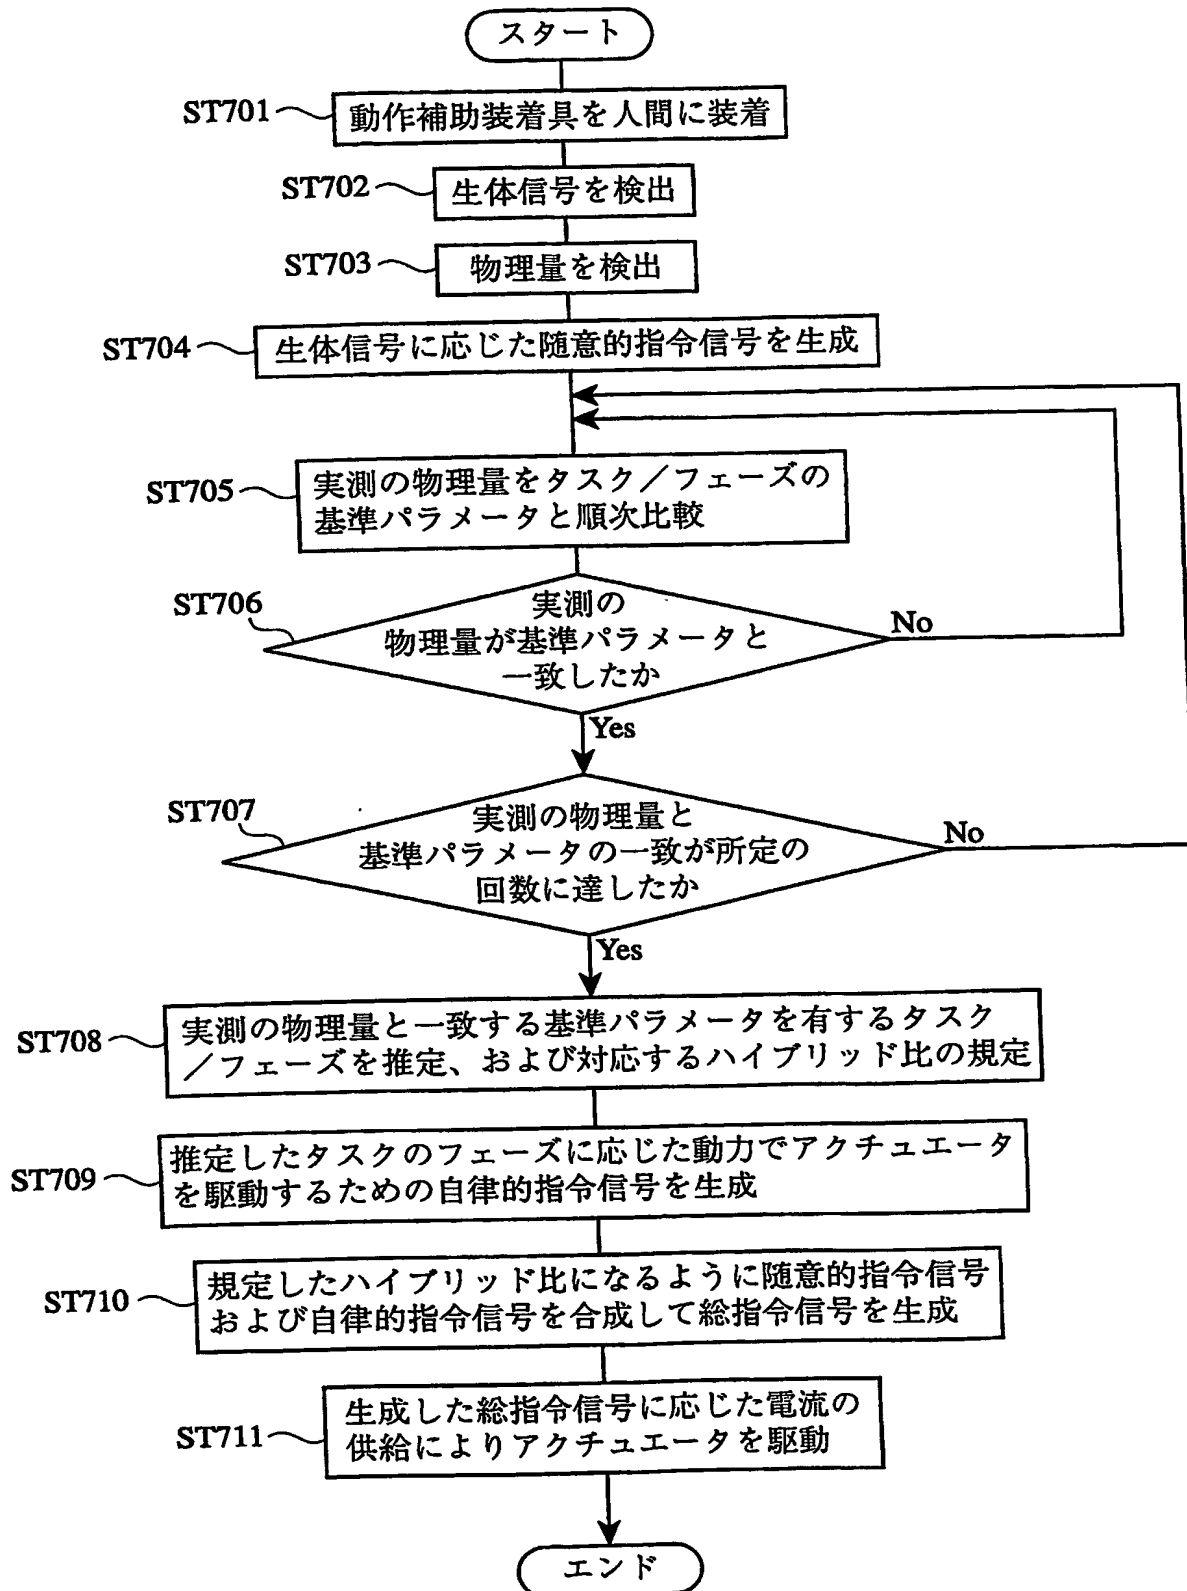 スタート
ST701
動作補助装着具を人間に装着
ST702
生体信号を検出
ST703
物理量を検出
ST704
生体信号に応じた随意的指令信号を生成
ST705
実測の物理量をタスク／フェーズの
基準パラメータと順次比較
ST706
実測の
物理量が基準パラメータと
一致したか
No
Yes
ST707
実測の物理量と
基準パラメータの一致が所定の
回数に達したか
No
Yes
ST708
実測の物理量と一致する基準パラメータを有するタスク
／フェーズを推定、および対応するハイブリッド比の規定
ST709
推定したタスクのフェーズに応じた動力でアクチュエータ
を駆動するための自律的指令信号を生成
ST710
規定したハイブリッド比になるように随意的指令信号
および自律的指令信号を合成して総指令信号を生成
ST711
生成した総指令信号に応じた電流の
供給によりアクチュエータを駆動
エンド